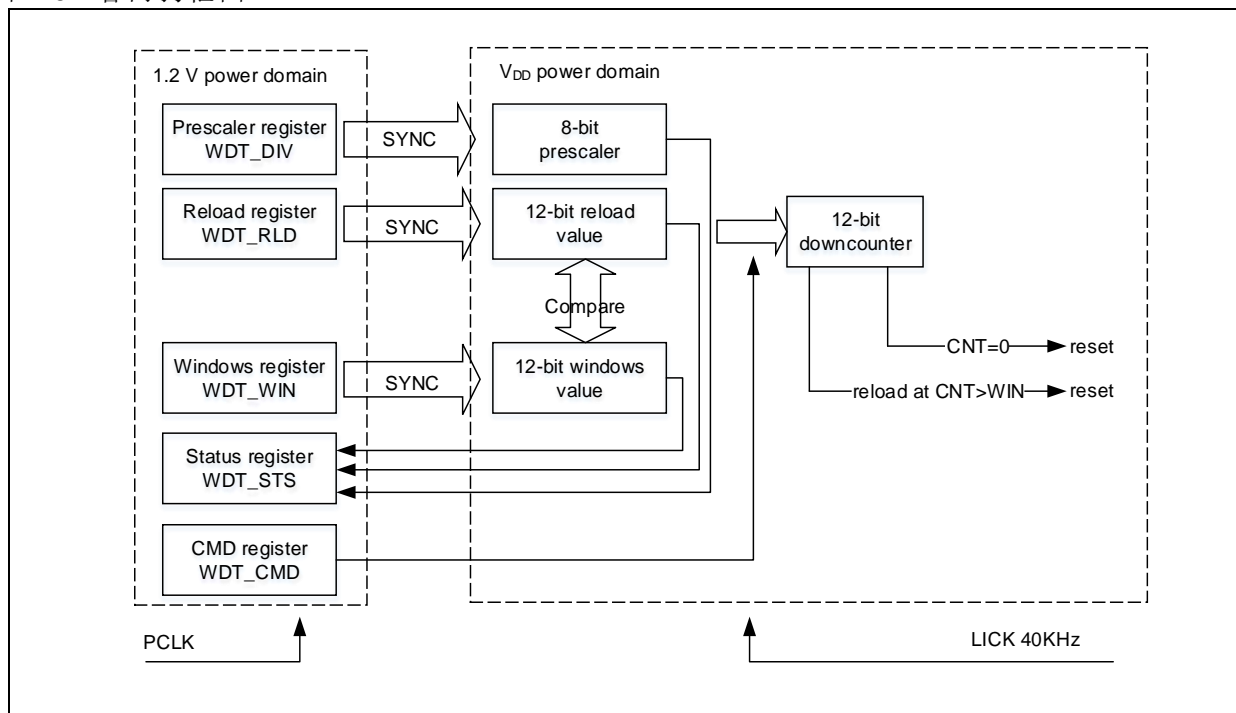 1.2 V power domain
VDD power domain
Prescaler register
WDT_DIV
SYNC
8-bit
prescaler
Reload register
WDT_RLD
SYNC
12-bit reload
value
12-bit
downcounter
Compare
Windows register
WDT_WIN
SYNC
12-bit windows
value
CNT=0
reset
reload at CNT>WIN
reset
Status register
WDT_STS
CMD register
WDT_CMD
PCLK
LICK 40KHz